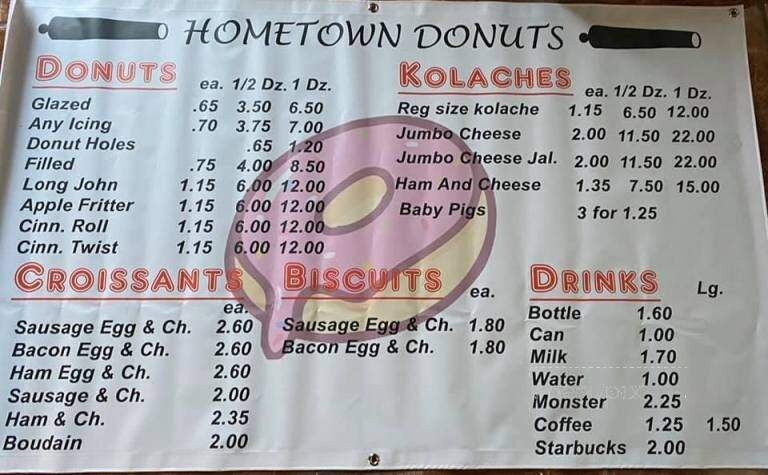 HOMETOWN DONUTS
DONUTS ea. 1/2 Dz. 1 Dz.
Glazed .65 3.50 6.50
Any Icing .70 3.75 7.00
Donut Holes .65 1.20
Filled .75 4.00 8.50
Long John 1.15 6.00 12.00
Apple Fritter 1.15 6.00 12.00
Cinn. Roll 1.15 6.00 12.00
Cinn. Twist 1.15 6.00 12.00
KOLACHES ea. 1/2 Dz. 1 Dz.
Reg size kolache 1.15 6.50 12.00
Jumbo Cheese 2.00 11.50 22.00
Jumbo Cheese Jal. 2.00 11.50 22.00
Ham And Cheese 1.35 7.50 15.00
Baby Pigs 3 for 1.25
CROISSANTS ea.
Sausage Egg & Ch. 2.60
Bacon Egg & Ch. 2.60
Ham Egg & Ch. 2.60
Sausage & Ch. 2.00
Ham & Ch. 2.35
Boudain 2.00
BISCUITS ea.
Sausage Egg & Ch. 1.80
Bacon Egg & Ch. 1.80
DRINKS Lg.
Bottle 1.60
Can 1.00
Milk 1.70
Water 1.00
Monster 2.25
Coffee 1.25 1.50
Starbucks 2.00